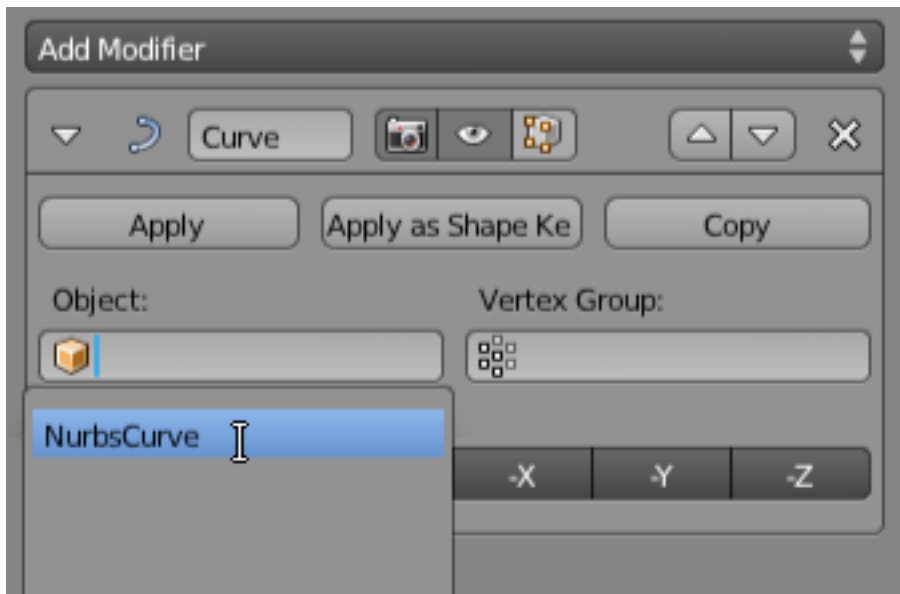 Add Modifier
Curve
Apply
Apply as Shape Ke
Copy
Object:
Vertex Group:
NurbsCurve
-X
-Y
-Z